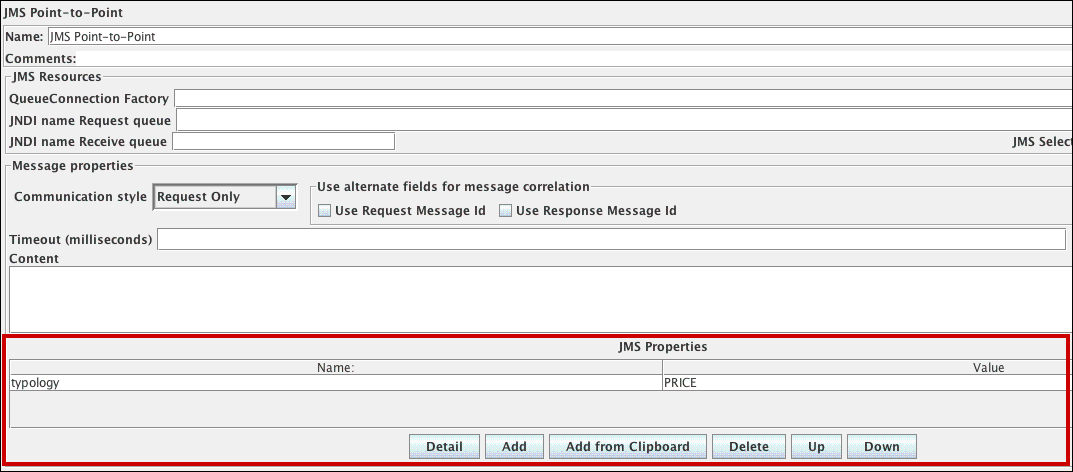 JMS Point-to-Point
Name: JMS Point-to-Point
Comments:
JMS Resources
QueueConnection Factory
JNDI name Request queue
JNDI name Receive queue JMS Selec
Message properties
Communication style Request Only Use alternate fields for message correlation
Use Request Message Id Use Response Message Id
Timeout (milliseconds)
Content
JMS Properties
Name: Value
typology PRICE
Detail Add Add from Clipboard Delete Up Down